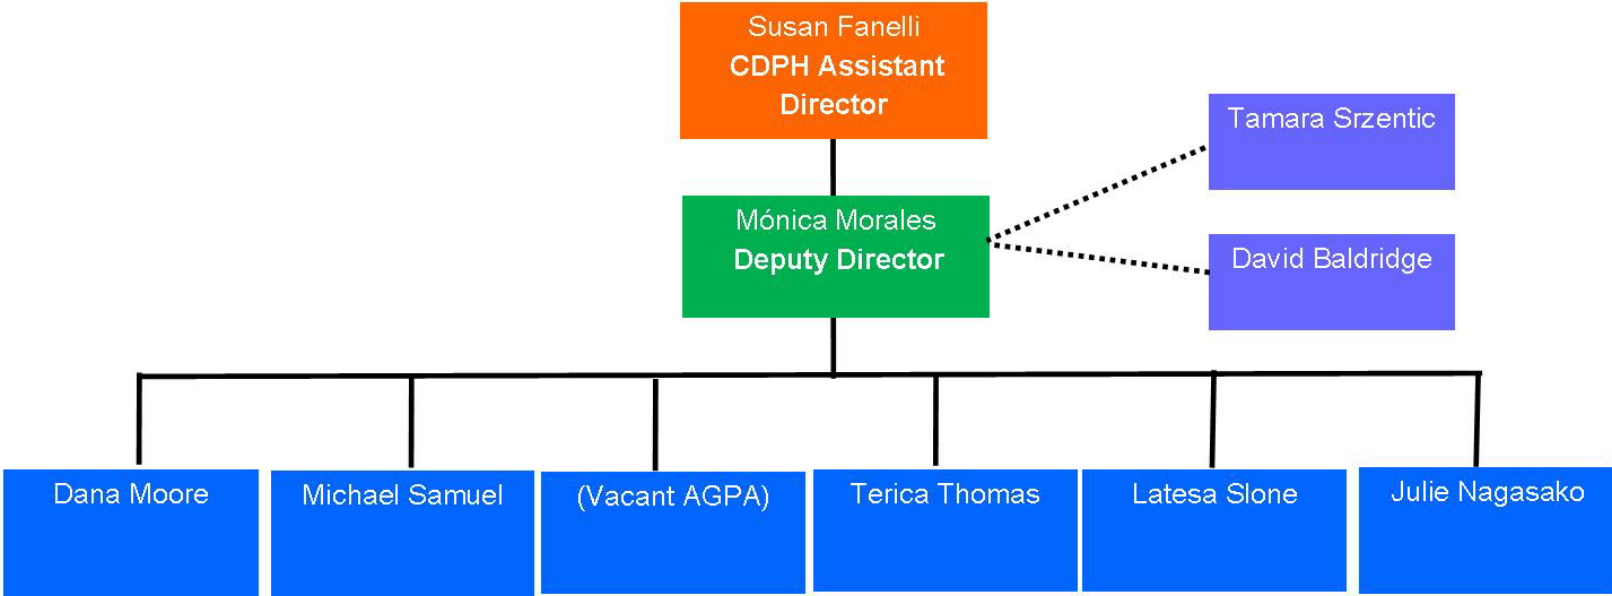 Susan Fanelli
CDPH Assistant
Director
Tamara Srzentic
Mónica Morales
Deputy Director
David Baldridge
Dana Moore
Michael Samuel
(Vacant AGPA)
Terica Thomas
Latesa Slone
Julie Nagasako